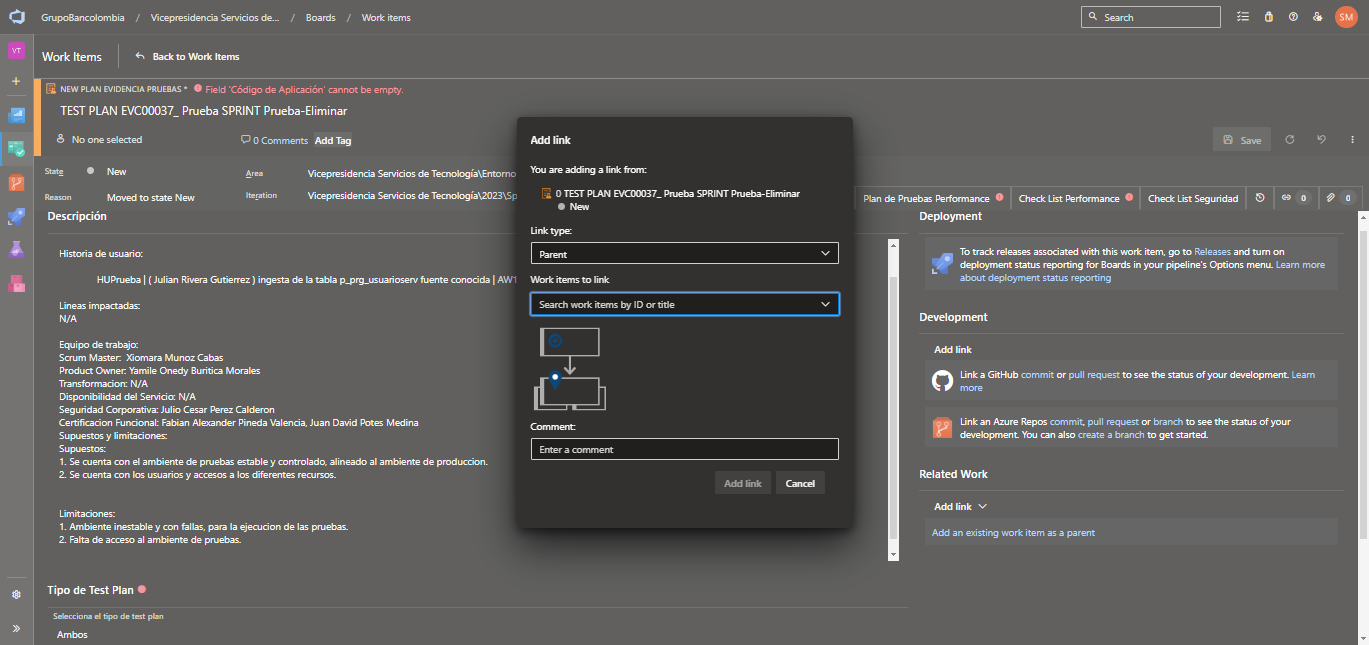 GrupoBancolombia / Vicepresidencia Servicios de... / Boards / Work items
Search
SM
VT
Work Items
Back to Work Items
NEW PLAN EVIDENCIA PRUEBAS * Field 'Código de Aplicación' cannot be empty.
TEST PLAN EVC00037_ Prueba SPRINT Prueba-Eliminar
No one selected
0 Comments
Add Tag
Save
State
New
Area
Vicepresidencia Servicios de Tecnología\Entorno
Reason
Moved to state New
Iteration
Vicepresidencia Servicios de Tecnología\2023\Sp
Plan de Pruebas Performance
Check List Performance
Check List Seguridad
0
0
Descripción
Historia de usuario:
HUPrueba | ( Julian Rivera Gutierrez ) ingesta de la tabla p_prg_usuarioserv fuente conocida | AW1
Lineas impactadas:
N/A
Equipo de trabajo:
Scrum Master: Xiomara Munoz Cabas
Product Owner: Yamile Onedy Buritica Morales
Transformacion: N/A
Disponibilidad del Servicio: N/A
Seguridad Corporativa: Julio Cesar Perez Calderon
Certificacion Funcional: Fabian Alexander Pineda Valencia, Juan David Potes Medina
Supuestos y limitaciones:
Supuestos:
1. Se cuenta con el ambiente de pruebas estable y controlado, alineado al ambiente de produccion.
2. Se cuenta con los usuarios y accesos a los diferentes recursos.
Limitaciones:
1. Ambiente inestable y con fallas, para la ejecucion de las pruebas.
2. Falta de acceso al ambiente de pruebas.
Tipo de Test Plan
Selecciona el tipo de test plan
Ambos
Add link
You are adding a link from:
0 TEST PLAN EVC00037_ Prueba SPRINT Prueba-Eliminar
New
Link type:
Parent
Work items to link
Search work items by ID or title
Comment:
Enter a comment
Add link
Cancel
Deployment
To track releases associated with this work item, go to Releases and turn on
deployment status reporting for Boards in your pipeline's Options menu. Learn more
about deployment status reporting
Development
Add link
Link a GitHub commit or pull request to see the status of your development. Learn
more
Link an Azure Repos commit, pull request or branch to see the status of your
development. You can also create a branch to get started.
Related Work
Add link
Add an existing work item as a parent